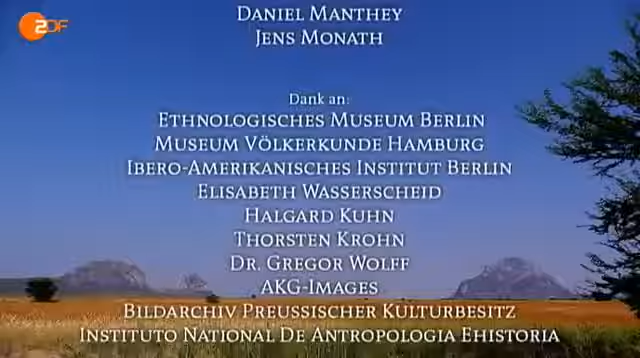 ZDF
DANIEL MANTHEY
JENS MONATH
Dank an:
ETHNOLOGISCHES MUSEUM BERLIN
MUSEUM VÖLKERKUNDE HAMBURG
IBERO-AMERIKANISCHES INSTITUT BERLIN
ELISABETH WASSERSCHEID
HALGARD KUHN
THORSTEN KROHN
DR. GREGOR WOLFF
AKG-IMAGES
BILDARCHIV PREUSSISCHER KULTURBESITZ
INSTITUTO NATIONAL DE ANTROPOLOGIA EHISTORIA